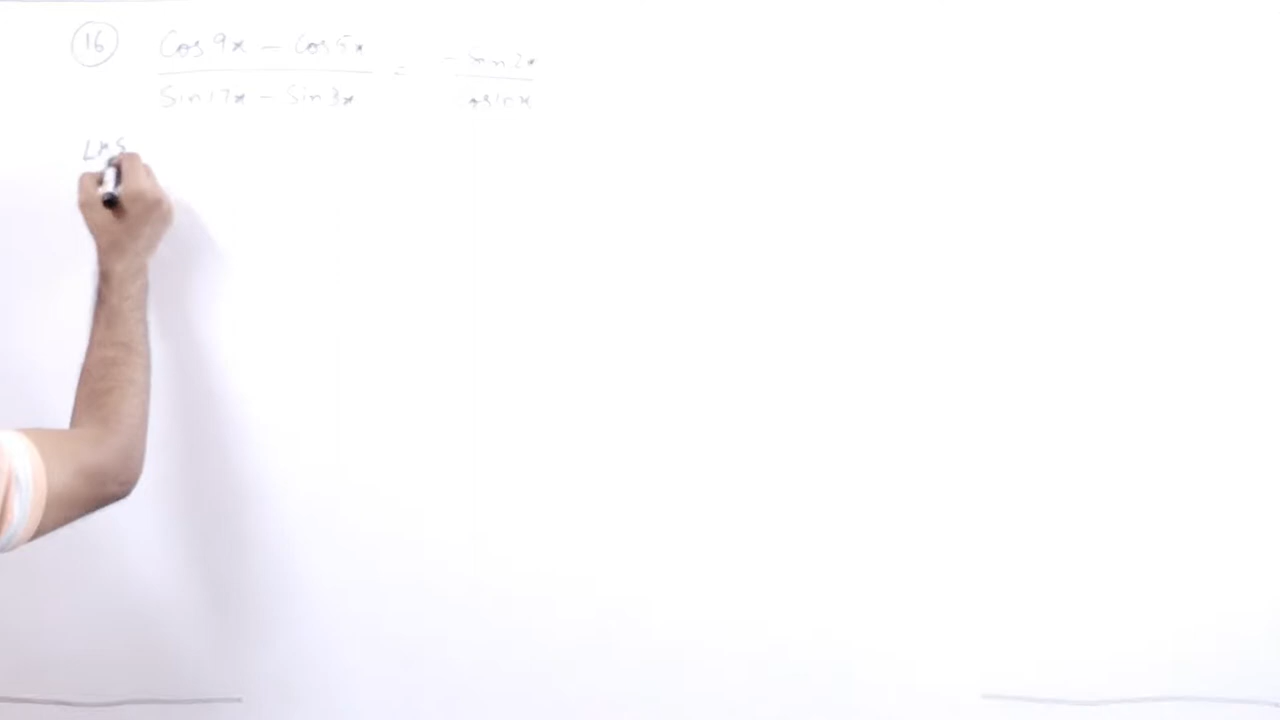 16 Cos 9x - Cos 5x / Sin 17x - Sin 3x = - Sin 2x / Cos 10x
LHS